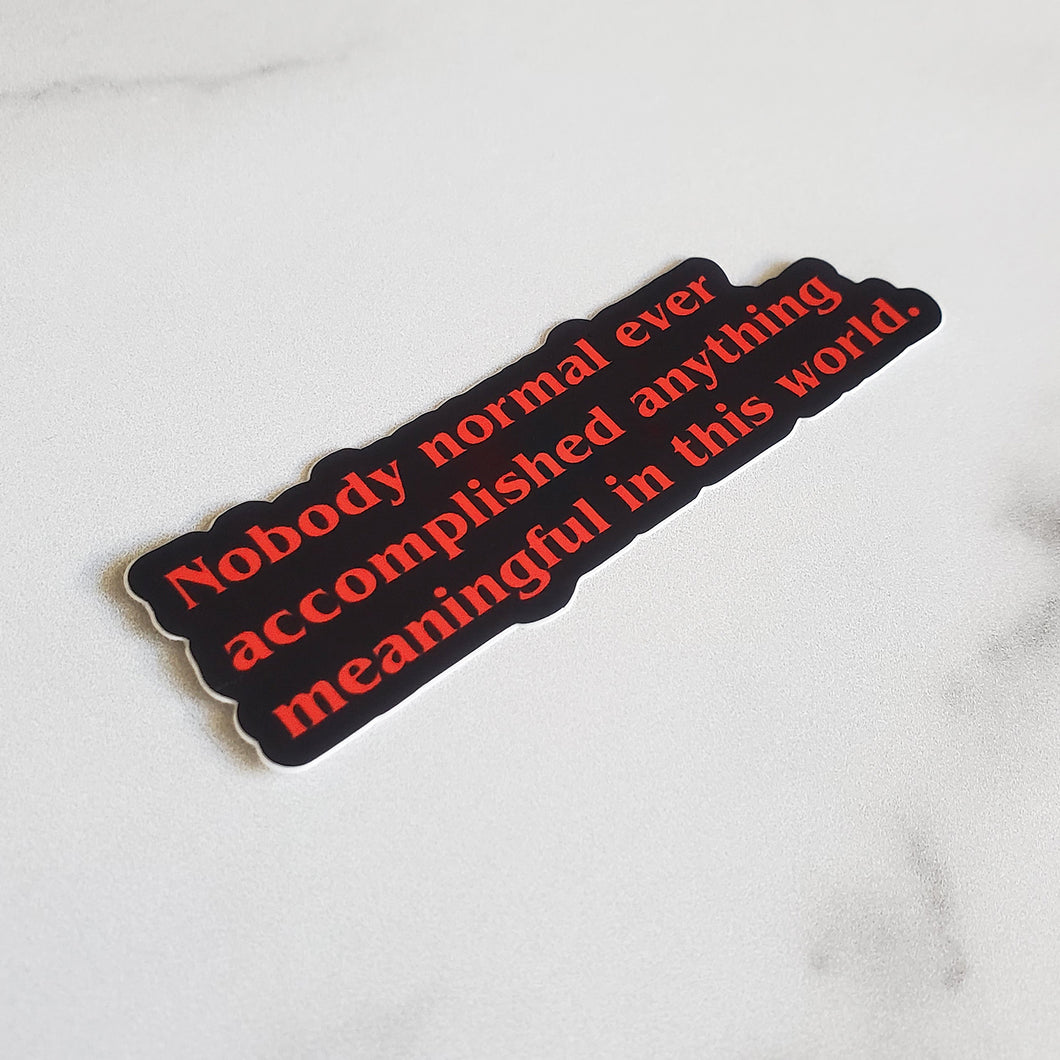 Nobody normal ever
accomplished anything
meaningful in this world.